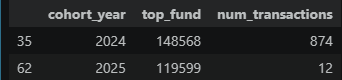 cohort_year top_fund num_transactions
35 2024 148568 874
62 2025 119599 12